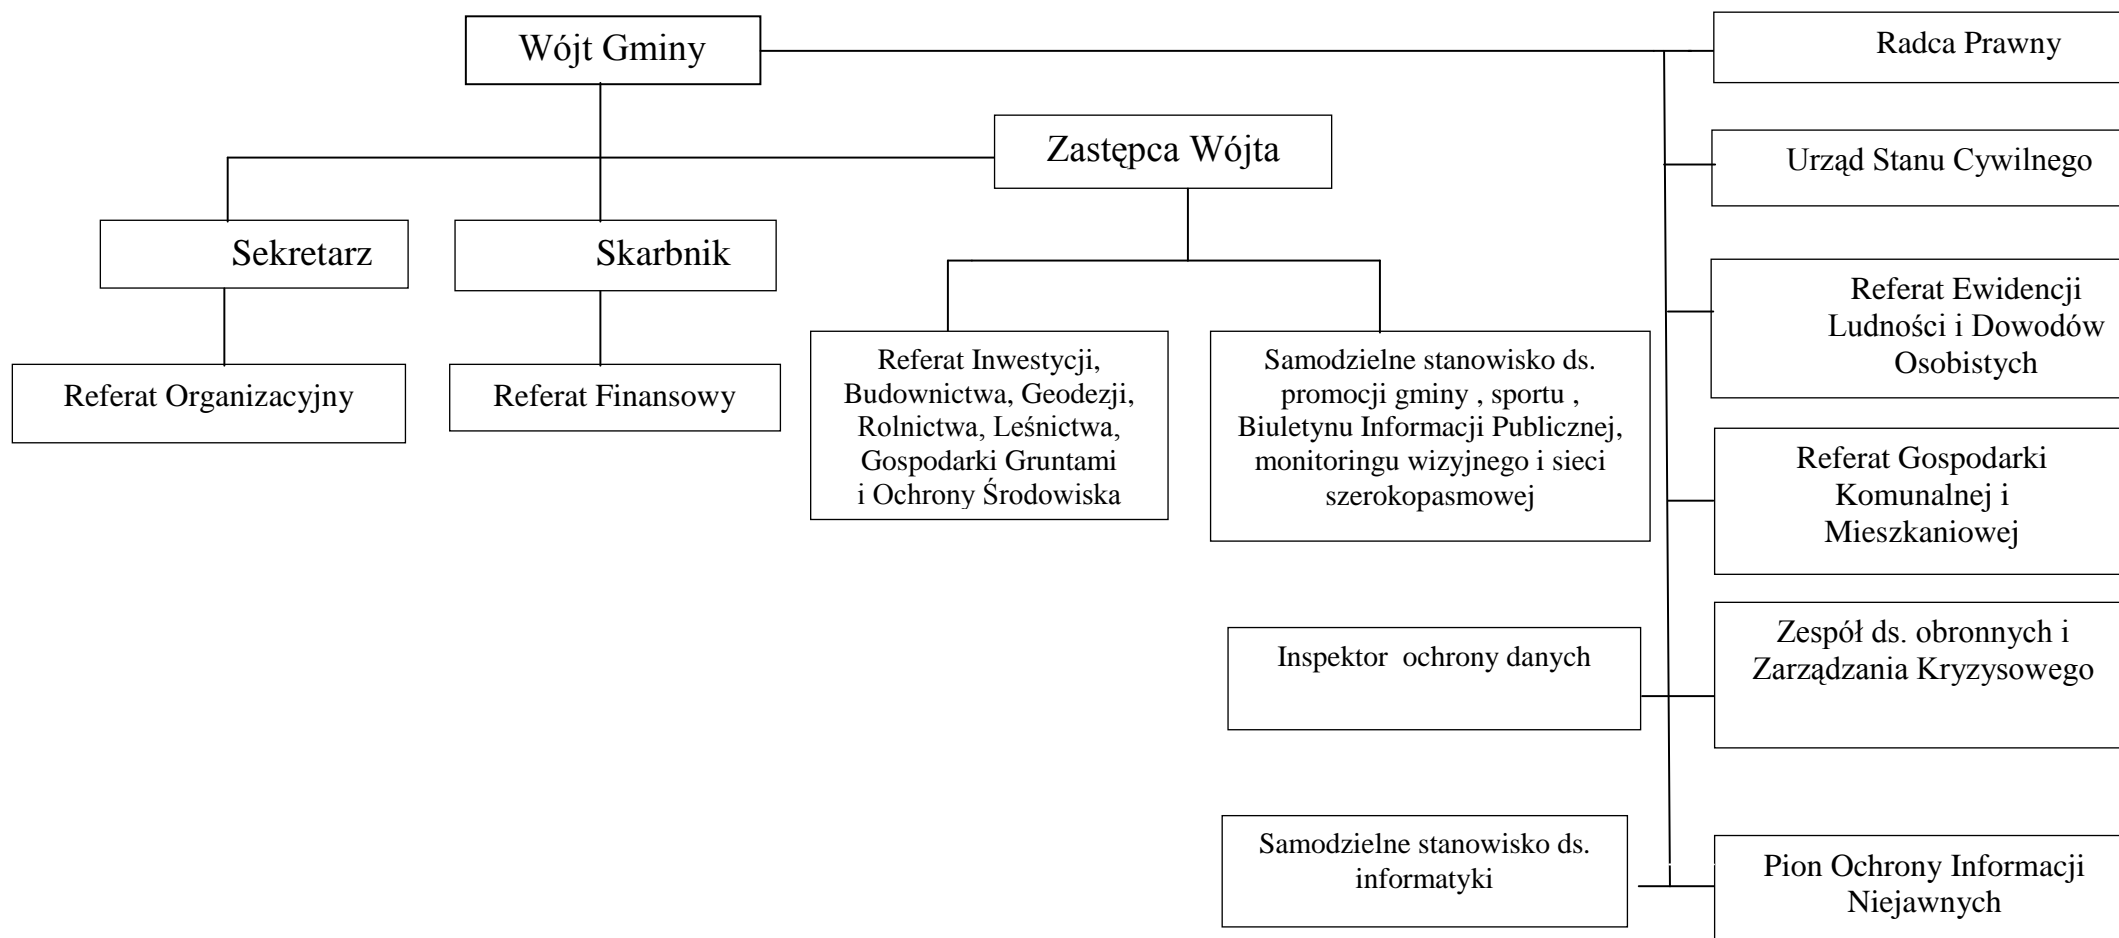 Wójt Gminy
Radca Prawny
Zastępca Wójta
Urząd Stanu Cywilnego
Sekretarz
Skarbnik
Referat Ewidencji
Ludności i Dowodów
Osobistych
Referat Organizacyjny
Referat Finansowy
Referat Inwestycji,
Budownictwa, Geodezji,
Rolnictwa, Leśnictwa,
Gospodarki Gruntami
i Ochrony Środowiska
Samodzielne stanowisko ds.
promocji gminy , sportu ,
Biuletynu Informacji Publicznej,
monitoringu wizyjnego i sieci
szerokopasmowej
Referat Gospodarki
Komunalnej i
Mieszkaniowej
Inspektor  ochrony danych
Zespół ds. obronnych i
Zarządzania Kryzysowego
Samodzielne stanowisko ds.
informatyki
Pion Ochrony Informacji
Niejawnych